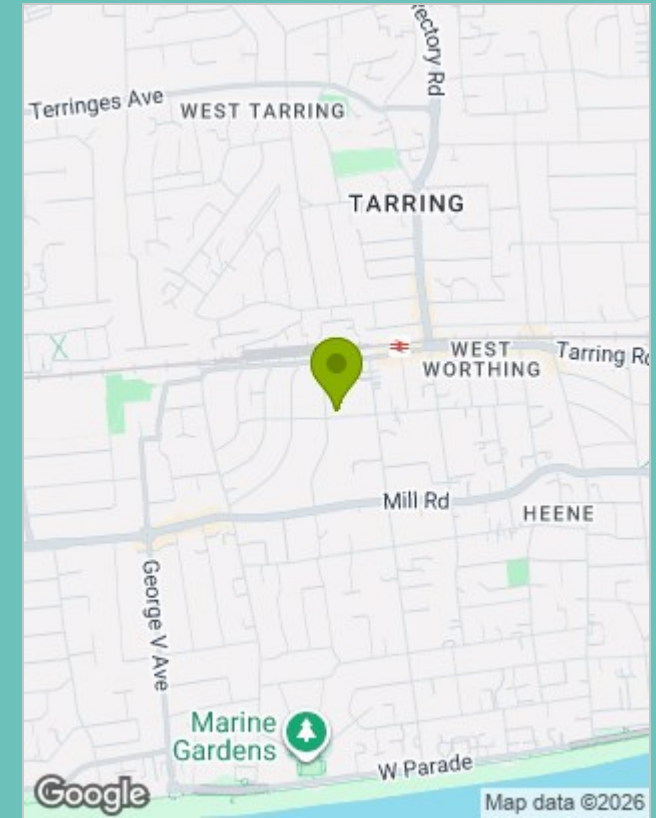 ectory Rd
Terringes Ave
WEST TARRING
TARRING
WEST
WORTHING
Tarring R
Mill Rd
HEENE
George V Ave
Marine
Gardens
W Parade
Google
Map data ©2026